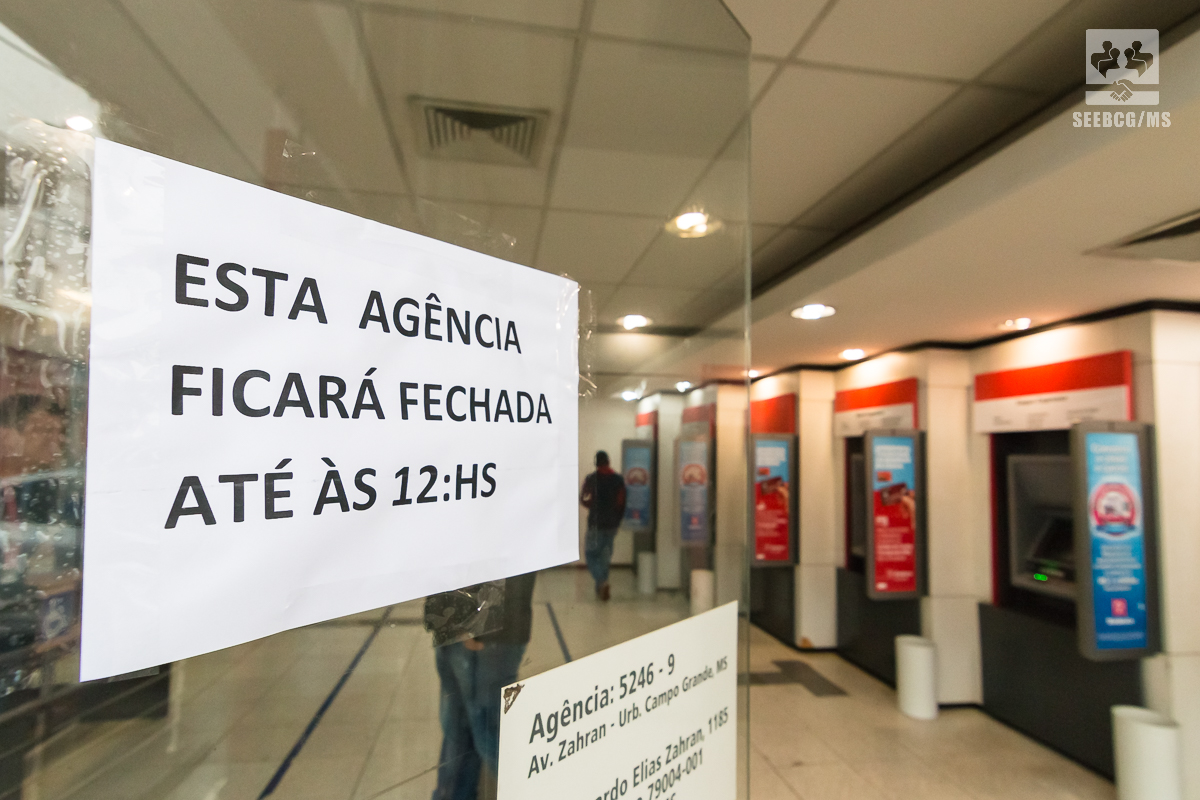 SEEBCG/MS
ESTA AGÊNCIA
FICARÁ FECHADA
ATÉ ÀS 12:HS
Agência: 5246 - 9
Av. Zahran - Urb. Campo Grande, MS
Elias Zahran, 1185
79004-001